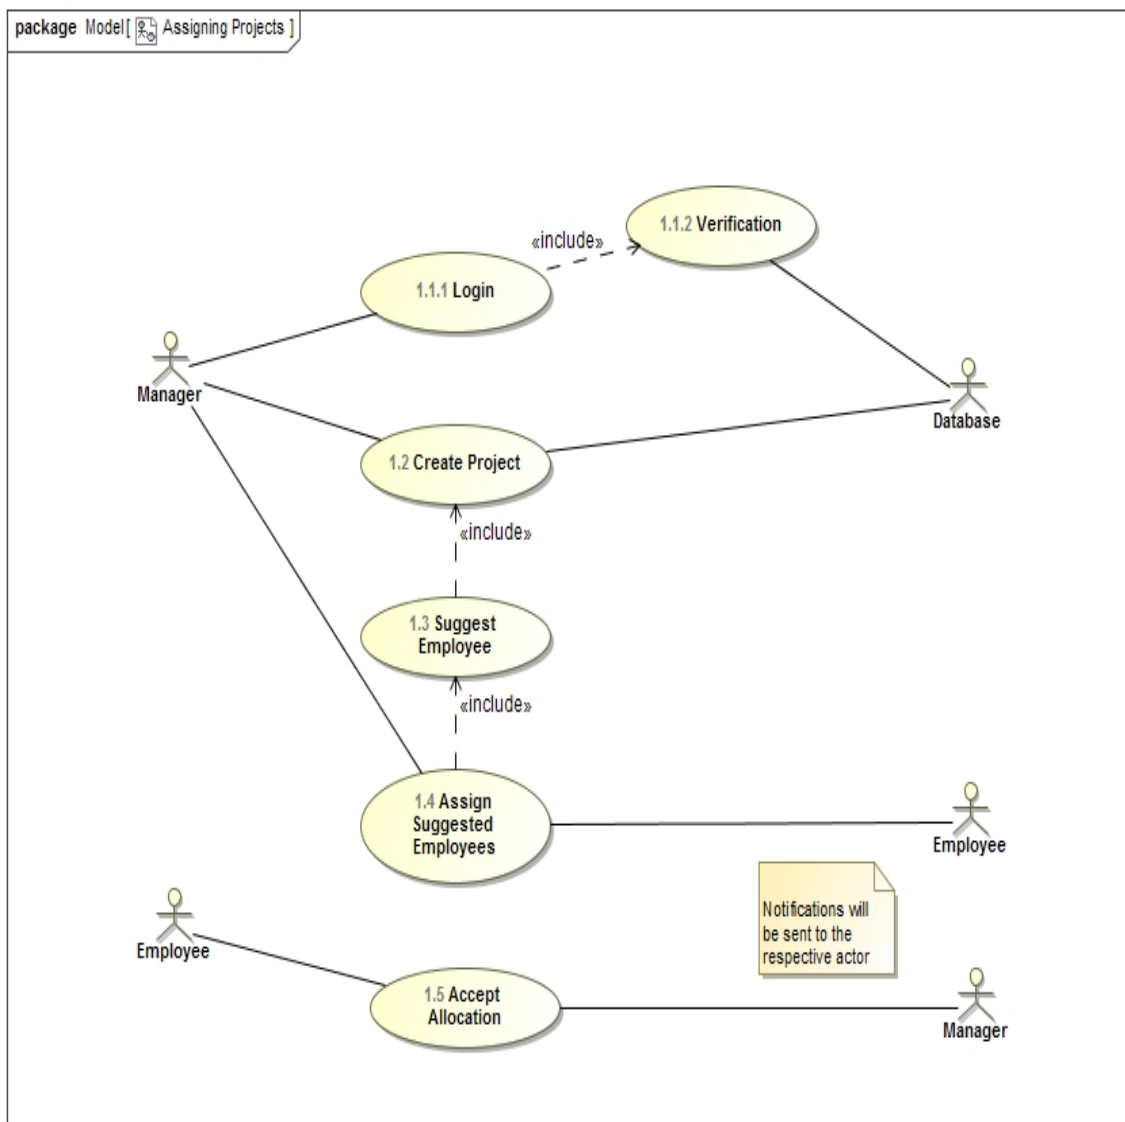 package Model[ Assigning Projects ]
1.1.2 Verification
«include»
1.1.1 Login
Manager
Database
1.2 Create Project
«include»
1.3 Suggest
Employee
«include»
1.4 Assign
Suggested
Employees
Employee
Notifications will
be sent to the
respective actor
Employee
1.5 Accept
Allocation
Manager